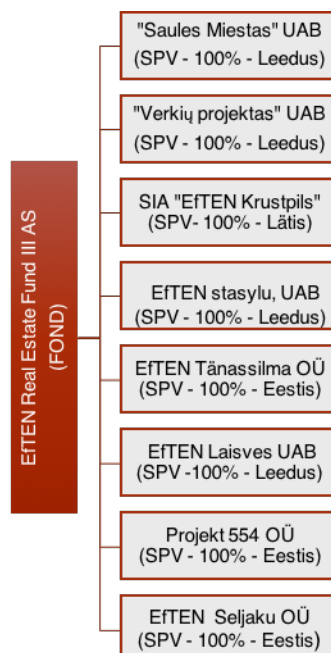 EfTEN Real Estate Fund III AS
(FOND)
"Saules Miestas" UAB
(SPV - 100% - Leedus)
"Verkių projektas" UAB
(SPV - 100% - Leedus)
SIA "EfTEN Krustpils"
(SPV- 100% - Lätis)
EfTEN stasylu, UAB
(SPV - 100% - Leedus)
EfTEN Tänassilma OÜ
(SPV - 100% - Eestis)
EfTEN Laisves UAB
(SPV -100% - Leedus)
Projekt 554 OÜ
(SPV - 100% - Eestis)
EfTEN Seljaku OÜ
(SPV - 100% - Eestis)